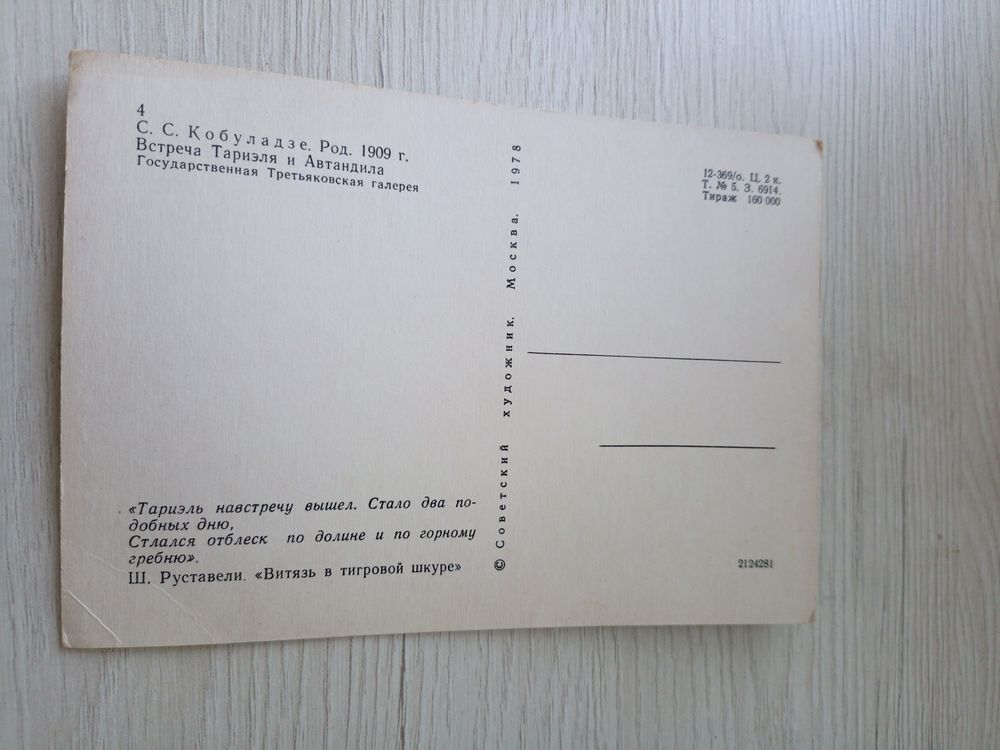 4
С. С. Кобуладзе. Род. 1909 г.
Встреча Тариэля и Автандила
Государственная Третьяковская галерея
«Тариэль навстречу вышел. Стало два по-
добных дню,
Стлался отблеск по долине и по горному
гребню».
Ш. Руставели. «Витязь в тигровой шкуре»
© Советский художник. Москва. 1978
12-369/о. Ц. 2 к.
Т. № 5. З. 6914.
Тираж 160 000
2124281